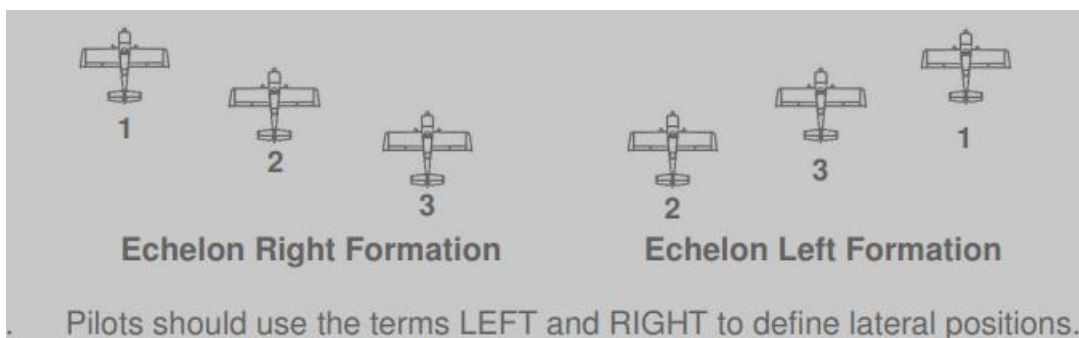 1
2
3
2
3
1
Echelon Right Formation
Echelon Left Formation
. Pilots should use the terms LEFT and RIGHT to define lateral positions.